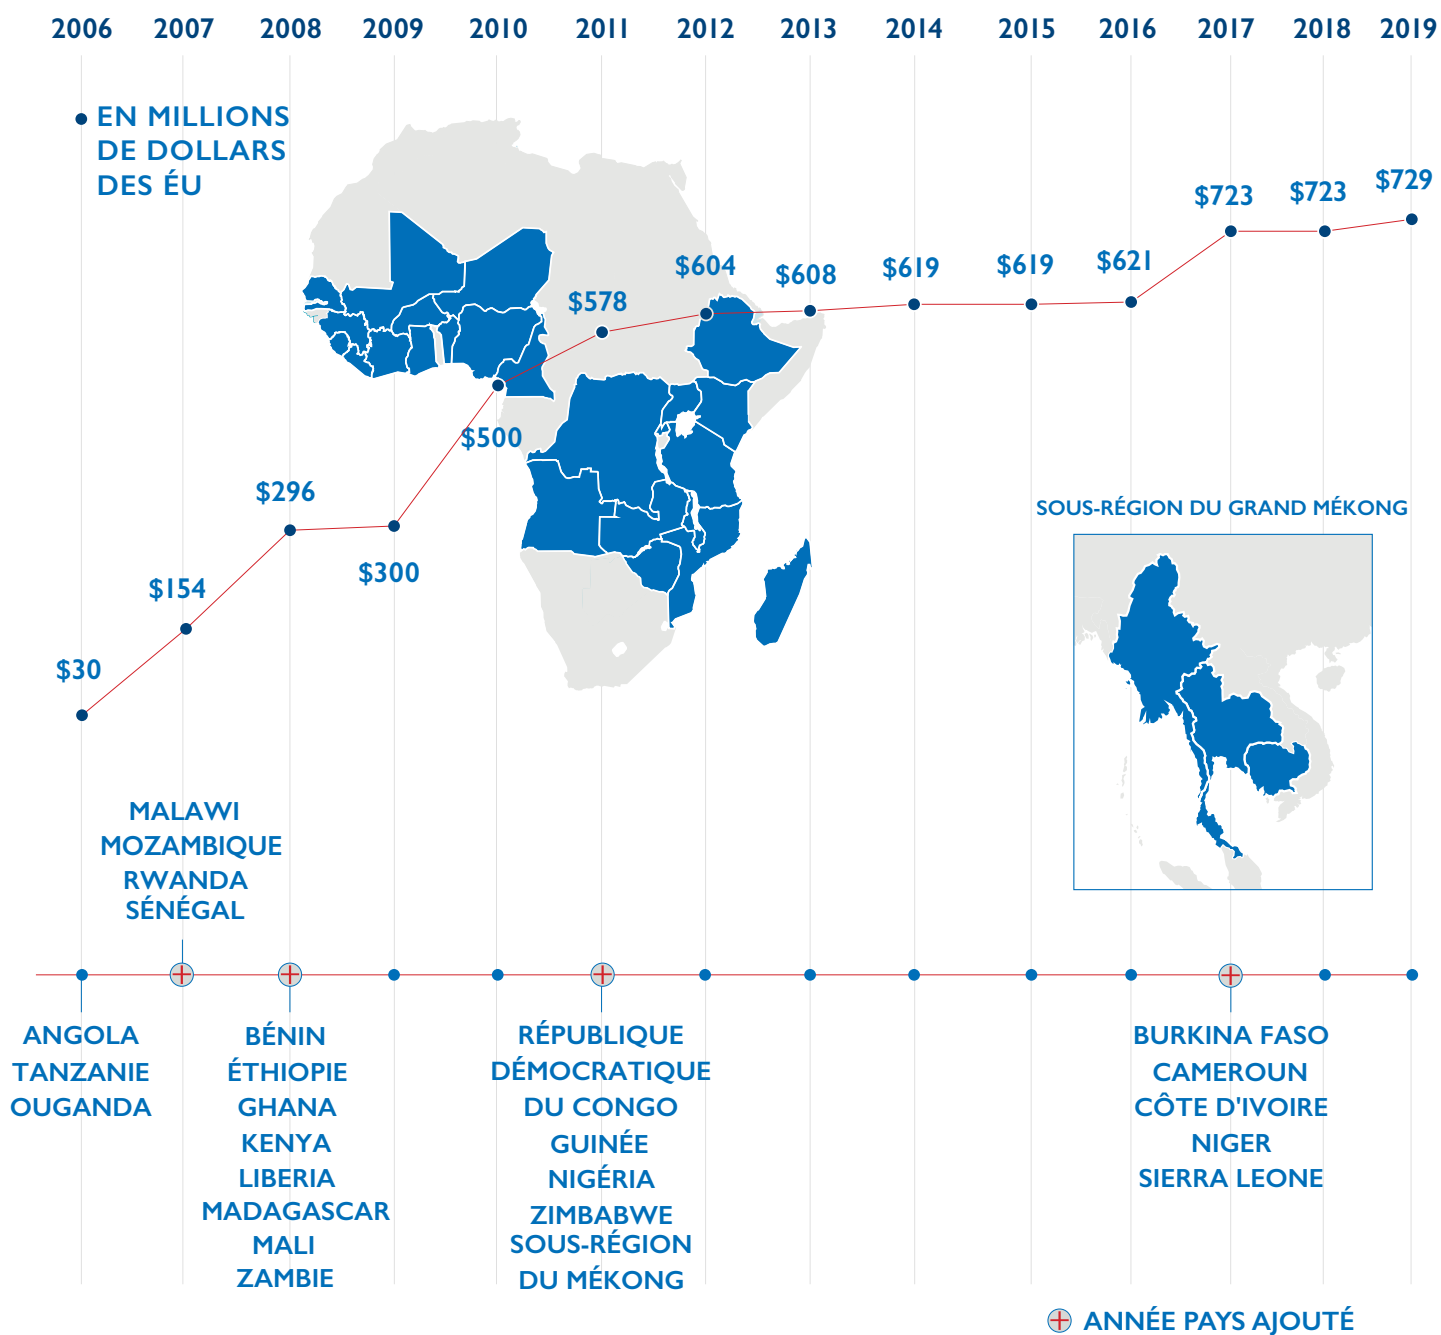 2006 2007 2008 2009 2010 2011 2012 2013 2014 2015 2016 2017 2018 2019
EN MILLIONS
DE DOLLARS
DES ÉU
$30
$154
$296
$300
$500
$578
$604
$608
$619
$619
$621
$723
$723
$729
SOUS-RÉGION DU GRAND MÉKONG
MALAWI
MOZAMBIQUE
RWANDA
SÉNÉGAL
ANGOLA
TANZANIE
OUGANDA
BÉNIN
ÉTHIOPIE
GHANA
KENYA
LIBERIA
MADAGASCAR
MALI
ZAMBIE
RÉPUBLIQUE
DÉMOCRATIQUE
DU CONGO
GUINÉE
NIGÉRIA
ZIMBABWE
SOUS-RÉGION
DU MÉKONG
BURKINA FASO
CAMEROUN
CÔTE D'IVOIRE
NIGER
SIERRA LEONE
ANNÉE PAYS AJOUTÉ